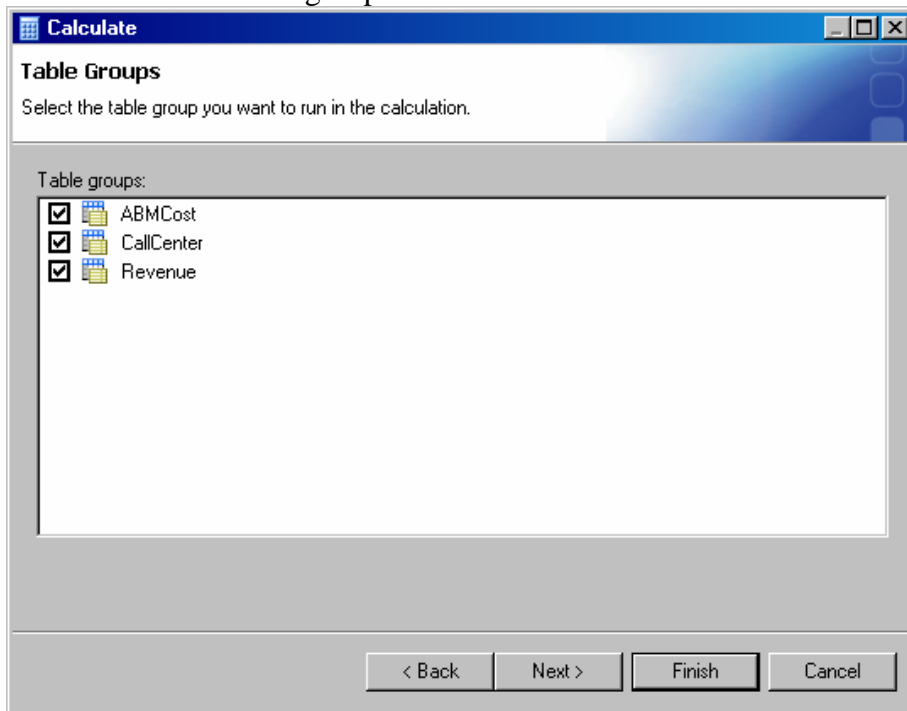 Calculate
Table Groups
Select the table group you want to run in the calculation.
Table groups:
ABMCost
CallCenter
Revenue
< Back Next > Finish Cancel